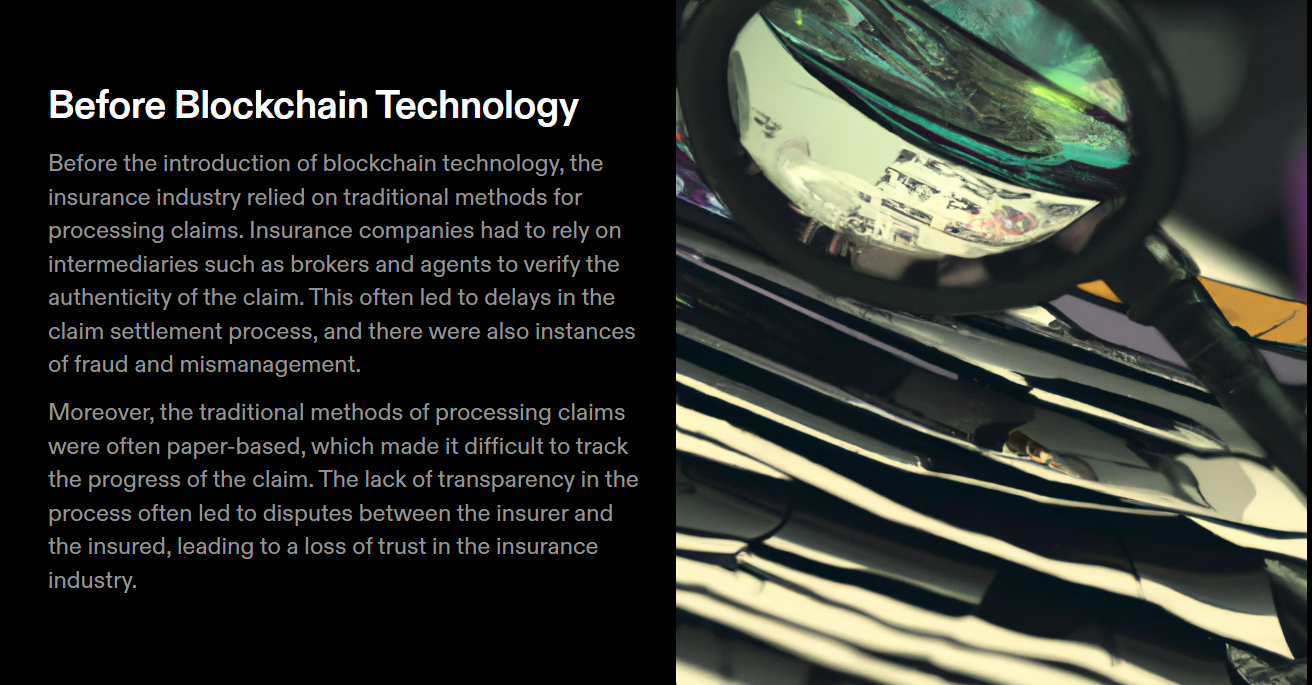 Before Blockchain Technology
Before the introduction of blockchain technology, the
insurance industry relied on traditional methods for
processing claims. Insurance companies had to rely on
intermediaries such as brokers and agents to verify the
authenticity of the claim. This often led to delays in the
claim settlement process, and there were also instances
of fraud and mismanagement.
Moreover, the traditional methods of processing claims
were often paper-based, which made it difficult to track
the progress of the claim. The lack of transparency in the
process often led to disputes between the insurer and
the insured, leading to a loss of trust in the insurance
industry.